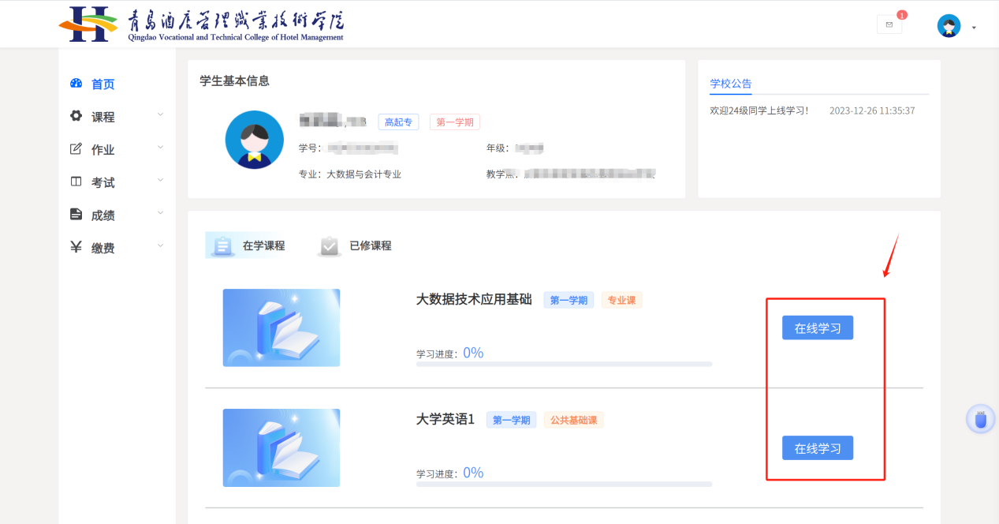 青岛酒店管理职业技术学院
Qingdao Vocational and Technical College of Hotel Management
1
首页
课程
作业
考试
成绩
缴费
学生基本信息
高起专 第一学期
学号：
年级：
专业：大数据与会计专业
教学点：
学校公告
欢迎24级同学上线学习！ 2023-12-26 11:35:37
在学课程 已修课程
大数据技术应用基础 第一学期 专业课
学习进度：0%
在线学习
大学英语1 第一学期 公共基础课
学习进度：0%
在线学习